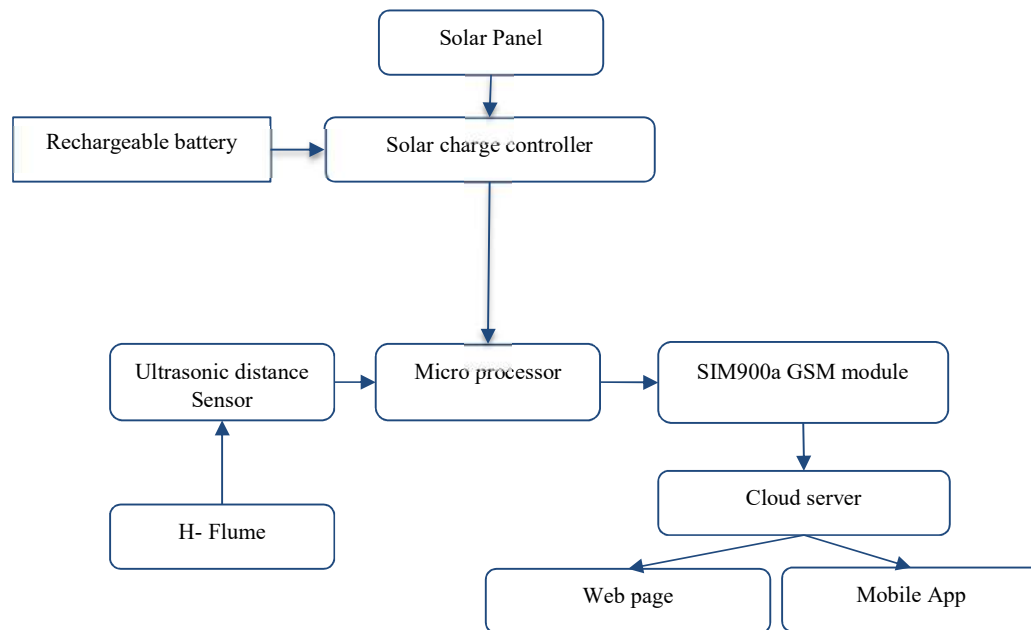 Solar Panel
Rechargeable battery
Solar charge controller
Ultrasonic distance
Sensor
Micro processor
SIM900a GSM module
H- Flume
Cloud server
Web page
Mobile App